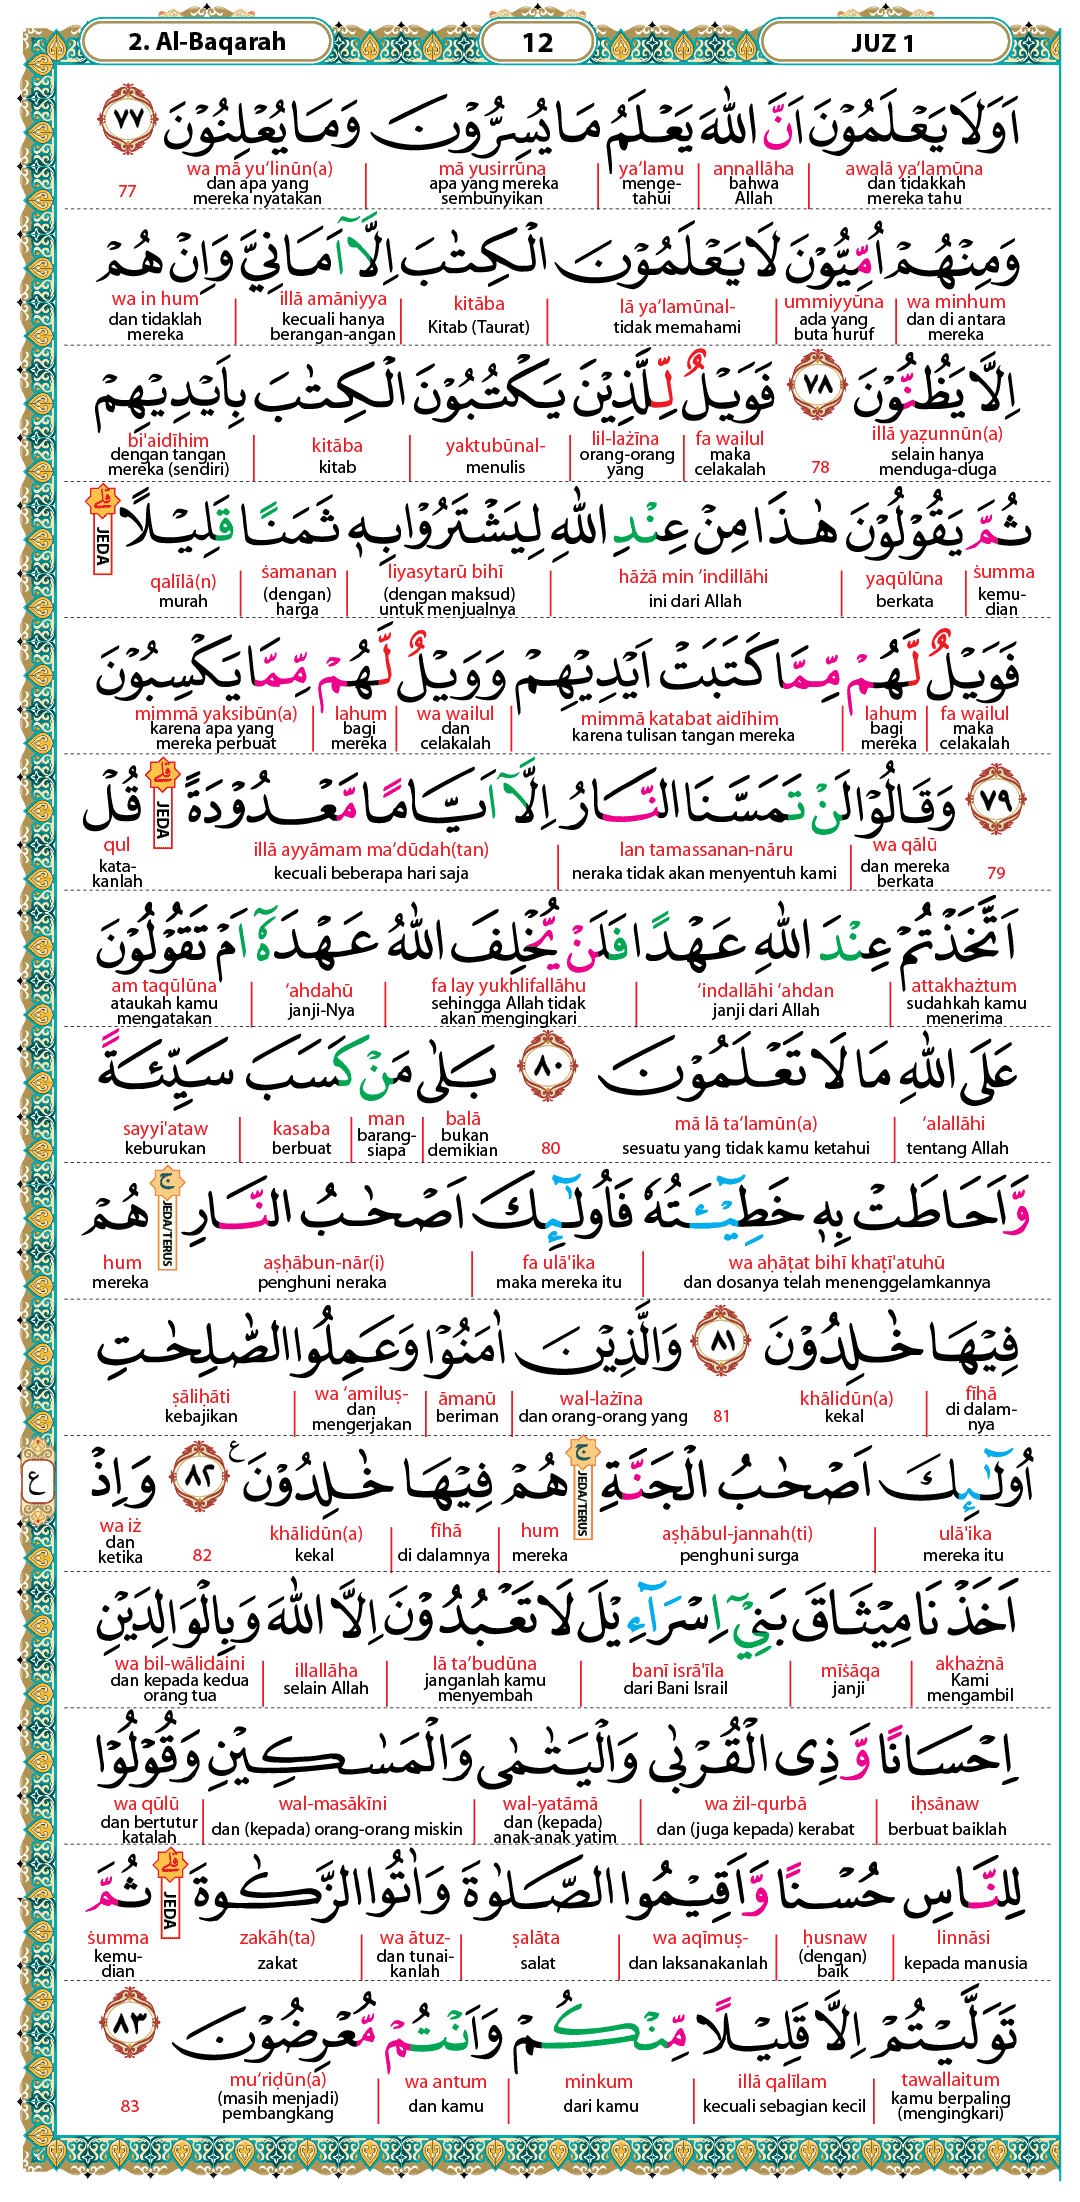 2. Al-Baqarah 12 JUZ 1
اَوَلَا يَعْلَمُوْنَ اَنَّ اللّٰهَ يَعْلَمُ مَا يُسِرُّوْنَ وَمَا يُعْلِنُوْنَ ٧٧
awalā ya‘lamūna annallāha ya‘lamu mā yusirrūna wa mā yu‘linūn(a)
dan tidakkah mereka tahu bahwa Allah menge-tahui apa yang mereka sembunyikan dan apa yang mereka nyatakan 77
وَمِنْهُمْ اُمِّيُّوْنَ لَا يَعْلَمُوْنَ الْكِتٰبَ اِلَّآ اَمَانِيَّ وَاِنْ هُمْ
wa minhum ummiyyūna lā ya‘lamūnal- kitāba illā amāniyya wa in hum
dan di antara mereka ada yang buta huruf tidak memahami Kitab (Taurat) kecuali hanya berangan-angan dan tidaklah mereka
اِلَّا يَظُنُّوْنَ ٧٨ فَوَيْلٌ لِّلَّذِيْنَ يَكْتُبُوْنَ الْكِتٰبَ بِاَيْدِيْهِمْ
illā yaẓunnūn(a) fa wailul lil-lażīna yaktubūnal- kitāba bi'aidīhim
selain hanya menduga-duga 78 maka celakalah orang-orang yang menulis kitab dengan tangan mereka (sendiri)
ثُمَّ يَقُوْلُوْنَ هٰذَا مِنْ عِنْدِ اللّٰهِ لِيَشْتَرُوْا بِهٖ ثَمَنًا قَلِيْلًا ۗ JEDA
ṡumma yaqūlūna hāżā min ‘indillāhi liyasytarū bihī ṡamanan qalīlā(n)
kemu-dian berkata ini dari Allah (dengan maksud) untuk menjualnya (dengan) harga murah
فَوَيْلٌ لَّهُمْ مِّمَّا كَتَبَتْ اَيْدِيْهِمْ وَوَيْلٌ لَّهُمْ مِّمَّا يَكْسِبُوْنَ
fa wailul lahum mimmā katabat aidīhim wa wailul lahum mimmā yaksibūn(a)
maka celakalah bagi mereka karena tulisan tangan mereka dan celakalah bagi mereka karena apa yang mereka perbuat
٧٩ وَقَالُوْا لَنْ تَمَسَّنَا النَّارُ اِلَّآ اَيَّامًا مَّعْدُوْدَةً ۗ JEDA قُلْ
79 wa qālū lan tamassanan-nāru illā ayyāmam ma‘dūdah(tan) qul
dan mereka berkata neraka tidak akan menyentuh kami kecuali beberapa hari saja kata-kanlah
اَتَّخَذْتُمْ عِنْدَ اللّٰهِ عَهْدًا فَلَنْ يُّخْلِفَ اللّٰهُ عَهْدَهٗٓ اَمْ تَقُوْلُوْنَ
attakhażtum ‘indallāhi ‘ahdan fa lay yukhlifallāhu ‘ahdahū am taqūlūna
sudahkah kamu menerima janji dari Allah sehingga Allah tidak akan mengingkari janji-Nya ataukah kamu mengatakan
عَلَى اللّٰهِ مَا لَا تَعْلَمُوْنَ ٨٠ بَلٰى مَنْ كَسَبَ سَيِّئَةً
‘alallāhi mā lā ta‘lamūn(a) balā man kasaba sayyi'ataw
tentang Allah sesuatu yang tidak kamu ketahui 80 bukan demikian barang-siapa berbuat keburukan
وَّاَحَاطَتْ بِهٖ خَطِيْۤـَٔتُهٗ فَاُولٰۤىِٕكَ اَصْحٰبُ النَّارِ ۚ JEDA/TERUS هُمْ
wa aḥāṭat bihī khaṭī'atuhū fa ulā'ika aṣḥābun-nār(i) hum
dan dosanya telah menenggelamkannya maka mereka itu penghuni neraka mereka
فِيْهَا خٰلِدُوْنَ ٨١ وَالَّذِيْنَ اٰمَنُوْا وَعَمِلُوا الصّٰلِحٰتِ
fīhā khālidūn(a) wal-lażīna āmanū wa ‘amiluṣ- ṣāliḥāti
di dalam-nya kekal 81 dan orang-orang yang beriman dan mengerjakan kebajikan
اُولٰۤىِٕكَ اَصْحٰبُ الْجَنَّةِ ۚ JEDA/TERUS هُمْ فِيْهَا خٰلِدُوْنَ ࣖ ٨٢ وَاِذْ ع
ulā'ika aṣḥābul-jannah(ti) hum fīhā khālidūn(a) wa iż
mereka itu penghuni surga mereka di dalamnya kekal 82 dan ketika
اَخَذْنَا مِيْثَاقَ بَنِيْٓ اِسْرَاۤءِيْلَ لَا تَعْبُدُوْنَ اِلَّا اللّٰهَ وَبِالْوَالِدَيْنِ
akhażnā mīṡāqa banī isrā'īla lā ta‘budūna illallāha wa bil-wālidaini
Kami mengambil janji dari Bani Israil janganlah kamu menyembah selain Allah dan kepada kedua orang tua
اِحْسَانًا وَّذِى الْقُرْبٰى وَالْيَتٰمٰى وَالْمَسٰكِيْنِ وَقُوْلُوْا
iḥsānaw wa żil-qurbā wal-yatāmā wal-masākīni wa qūlū
berbuat baiklah dan (juga kepada) kerabat dan (kepada) anak-anak yatim dan (kepada) orang-orang miskin dan bertutur katalah
لِلنَّاسِ حُسْنًا وَّاَقِيْمُوا الصَّلٰوةَ وَاٰتُوا الزَّكٰوةَ ۗ JEDA ثُمَّ
linnāsi ḥusnaw wa aqīmuṣ- ṣalāta wa ātuz- zakāh(ta) ṡumma
kepada manusia (dengan) baik dan laksanakanlah salat dan tunai-kanlah zakat kemu-dian
تَوَلَّيْتُمْ اِلَّا قَلِيْلًا مِّنْكُمْ وَاَنْتُمْ مُّعْرِضُوْنَ ٨٣
tawallaitum illā qalīlam minkum wa antum mu‘riḍūn(a)
kamu berpaling (mengingkari) kecuali sebagian kecil dari kamu dan kamu (masih menjadi) pembangkang 83